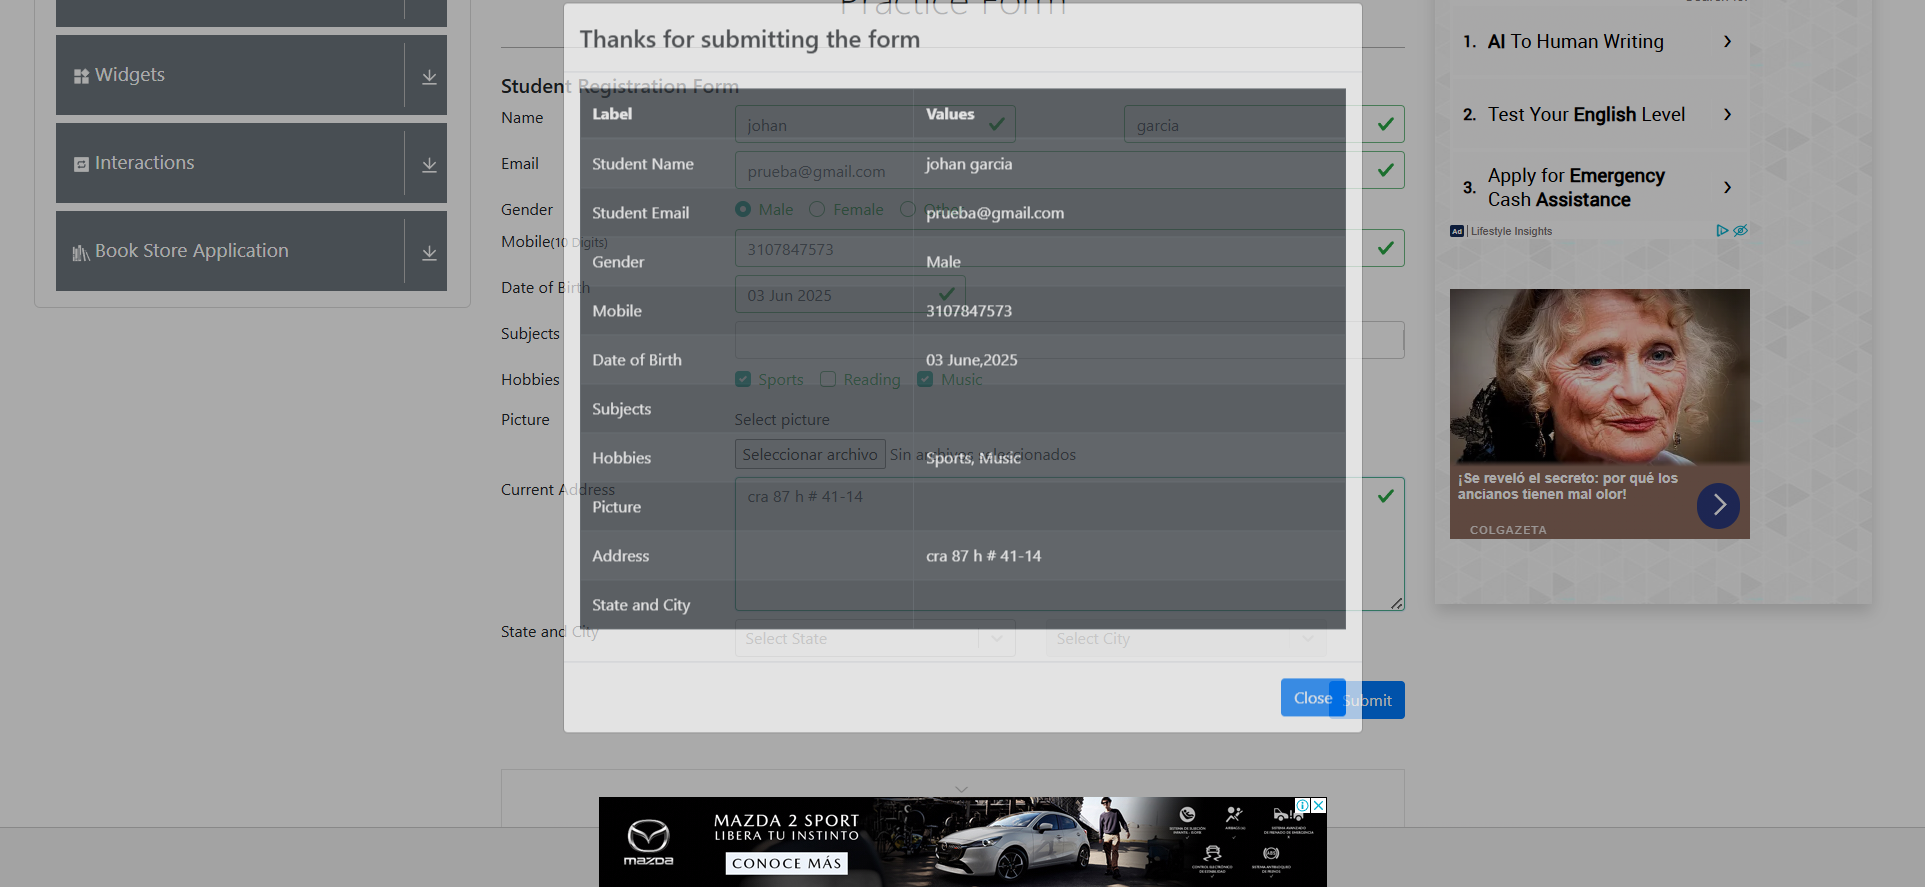 Practice Form
Widgets
Interactions
Book Store Application
Thanks for submitting the form
Label Values
Student Name johan garcia
Student Email prueba@gmail.com
Gender Male
Mobile 3107847573
Date of Birth 03 June,2025
Subjects
Hobbies Sports, Music
Picture
Address cra 87 h # 41-14
State and City
Close
Student Registration Form
Name johan garcia
Email prueba@gmail.com
Gender Male Female Other
Mobile(10 Digits) 3107847573
Date of Birth 03 Jun 2025
Subjects
Hobbies Sports Reading Music
Picture Select picture
Seleccionar archivo Sin archivos seleccionados
Current Address cra 87 h # 41-14
State and City Select State Select City
Submit
Search for
1. AI To Human Writing
2. Test Your English Level
3. Apply for Emergency
Cash Assistance
Ad Lifestyle Insights
¡Se reveló el secreto: por qué los
ancianos tienen mal olor!
COLGAZETA
mazda
MAZDA 2 SPORT
LIBERA TU INSTINTO
CONOCE MÁS